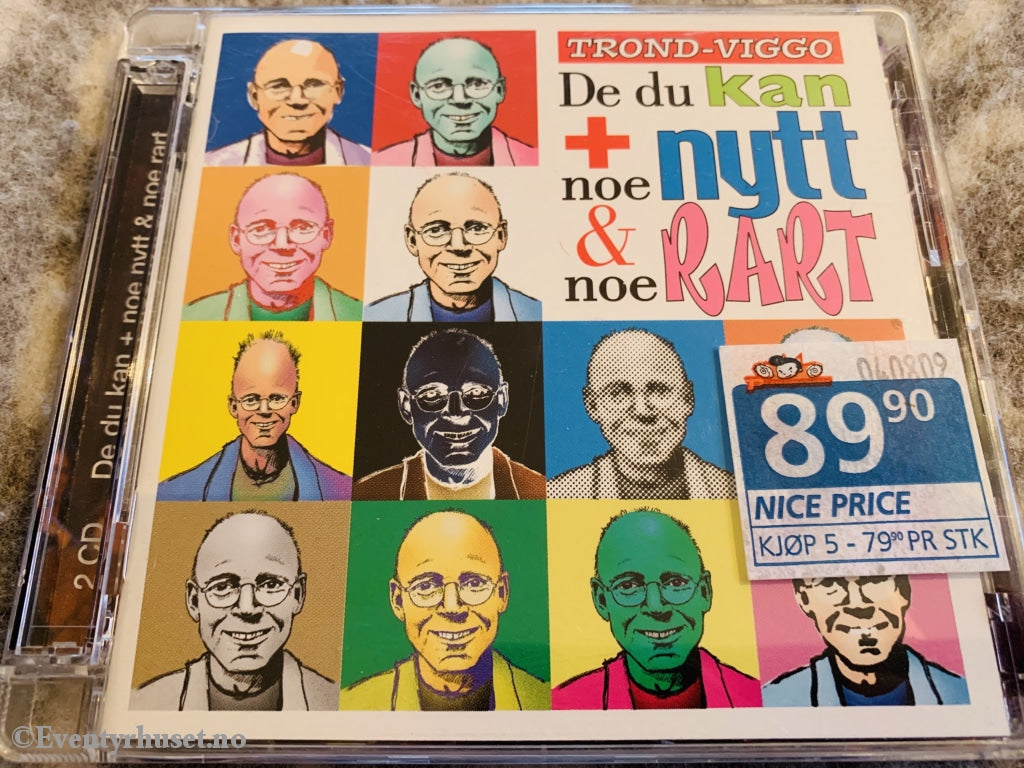 TROND-VIGGO
De du kan
+
noe nytt
&
noe RART
2 CD De du kan + noe nytt & noe rart
040809
89 90
NICE PRICE
KJØP 5 - 79 90 PR STK
©Eventyrhuset.no